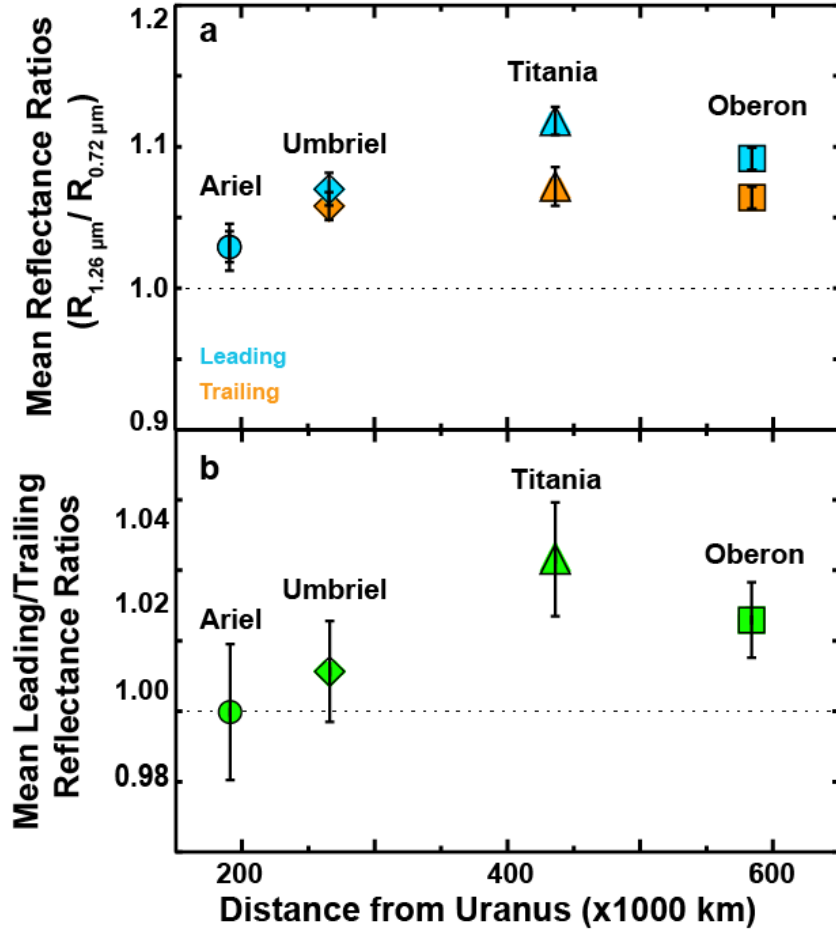 a
1.2
1.1
1.0
0.9
Mean Reflectance Ratios
(R1.26 μm/ R0.72 μm)
Ariel
Umbriel
Titania
Oberon
Leading
Trailing
b
1.04
1.02
1.00
0.98
Mean Leading/Trailing
Reflectance Ratios
Ariel
Umbriel
Titania
Oberon
200
400
600
Distance from Uranus (x1000 km)